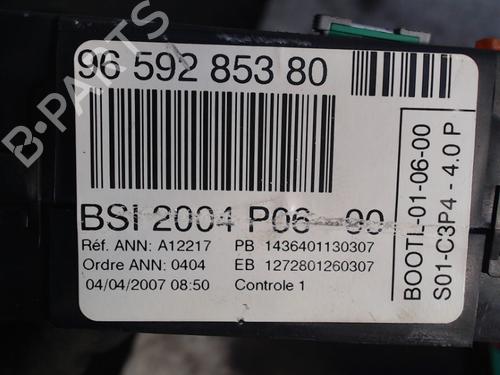 96 592 853 80
BSI 2004 P06 - 00
Réf. ANN: A12217 PB 1436401130307
Ordre ANN: 0404 EB 1272801260307
04/04/2007 08:50 Controle 1
BOOTL-01-06-00
S01-C3P4 - 4.0 P
B-PARTS